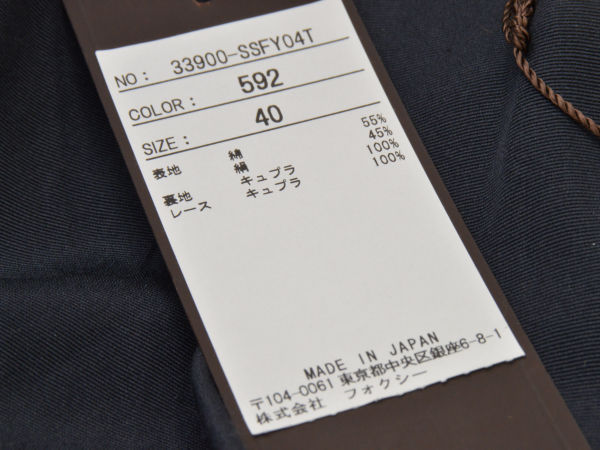 NO: 33900-SSFY04T
COLOR: 592
SIZE: 40
表地 綿 55%
絹 45%
裏地 キュプラ 100%
レース キュプラ 100%
MADE IN JAPAN
〒104-0061 東京都中央区銀座6-8-1
株式会社 フォクシー